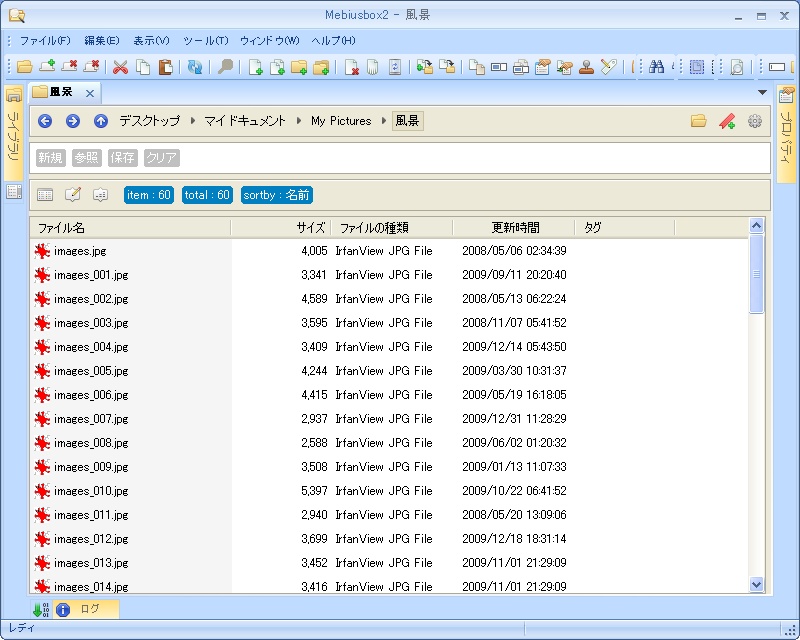 Mebiusbox2 - 風景
ファイル(F) 編集(E) 表示(V) ツール(T) ウィンドウ(W) ヘルプ(H)
風景
ライブラリ
プロパティ
デスクトップ マイドキュメント My Pictures 風景
新規 参照 保存 クリア
item : 60 total : 60 sortby : 名前
ファイル名 サイズ ファイルの種類 更新時間 タグ
images.jpg 4,005 IrfanView JPG File 2008/05/06 02:34:39
images_001.jpg 3,341 IrfanView JPG File 2009/09/11 20:20:40
images_002.jpg 4,589 IrfanView JPG File 2008/05/13 06:22:24
images_003.jpg 3,595 IrfanView JPG File 2008/11/07 05:41:52
images_004.jpg 3,409 IrfanView JPG File 2009/12/14 05:43:50
images_005.jpg 4,244 IrfanView JPG File 2009/03/30 10:31:37
images_006.jpg 4,415 IrfanView JPG File 2009/05/19 16:18:05
images_007.jpg 2,937 IrfanView JPG File 2009/12/31 11:28:29
images_008.jpg 2,588 IrfanView JPG File 2009/06/02 01:20:32
images_009.jpg 3,508 IrfanView JPG File 2009/01/13 11:07:33
images_010.jpg 5,397 IrfanView JPG File 2009/10/22 06:41:52
images_011.jpg 2,940 IrfanView JPG File 2008/05/20 13:09:06
images_012.jpg 3,699 IrfanView JPG File 2009/12/18 18:31:14
images_013.jpg 3,452 IrfanView JPG File 2009/11/01 21:29:09
images_014.jpg 3,416 IrfanView JPG File 2009/11/01 21:29:09
ログ
レディ